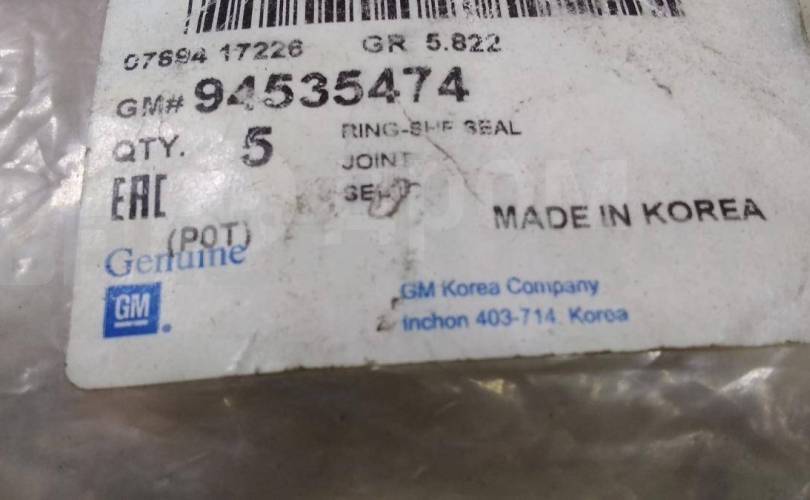 07694 17226 GR 5.822
GM# 94535474
QTY. 5 RING-SHF SEAL
JOINT
EAC
MADE IN KOREA
(POT)
Genuine
GM
GM Korea Company
Inchon 403-714, Korea